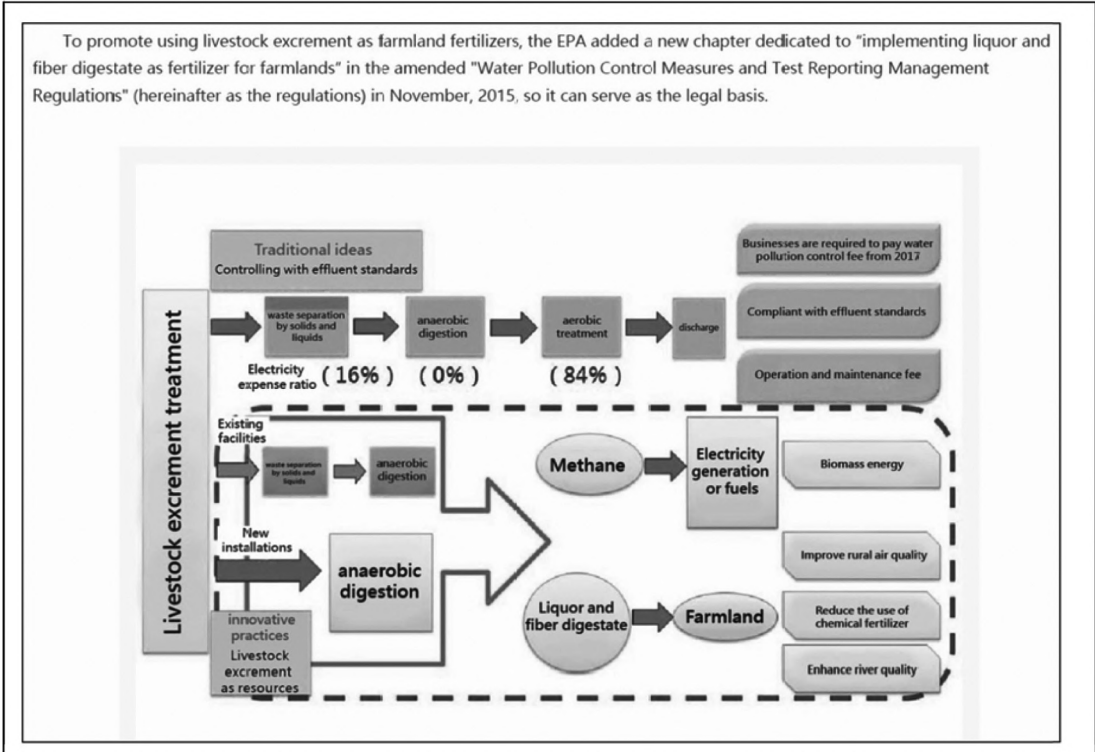 To promote using livestock excrement as farmland fertilizers, the EPA added a new chapter dedicated to "implementing liquor and
fiber digestate as fertilizer for farmlands" in the amended "Water Pollution Control Measures and Test Reporting Management
Regulations" (hereinafter as the regulations) in November, 2015, so it can serve as the legal basis.
Livestock excrement treatment
Traditional ideas
Controlling with effluent standards
waste separation
by solids and
liquids
anaerobic
digestion
aerobic
treatment
discharge
Electricity
expense ratio
( 16% )
( 0% )
( 84% )
Businesses are required to pay water
pollution control fee from 2017
Compliant with effluent standards
Operation and maintenance fee
Existing
facilities
waste separation
by solids and
liquids
anaerobic
digestion
New
installations
anaerobic
digestion
innovative
practices
Livestock
excrement
as resources
Methane
Electricity
generation
or fuels
Biomass energy
Liquor and
fiber digestate
Farmland
Improve rural air quality
Reduce the use of
chemical fertilizer
Enhance river quality